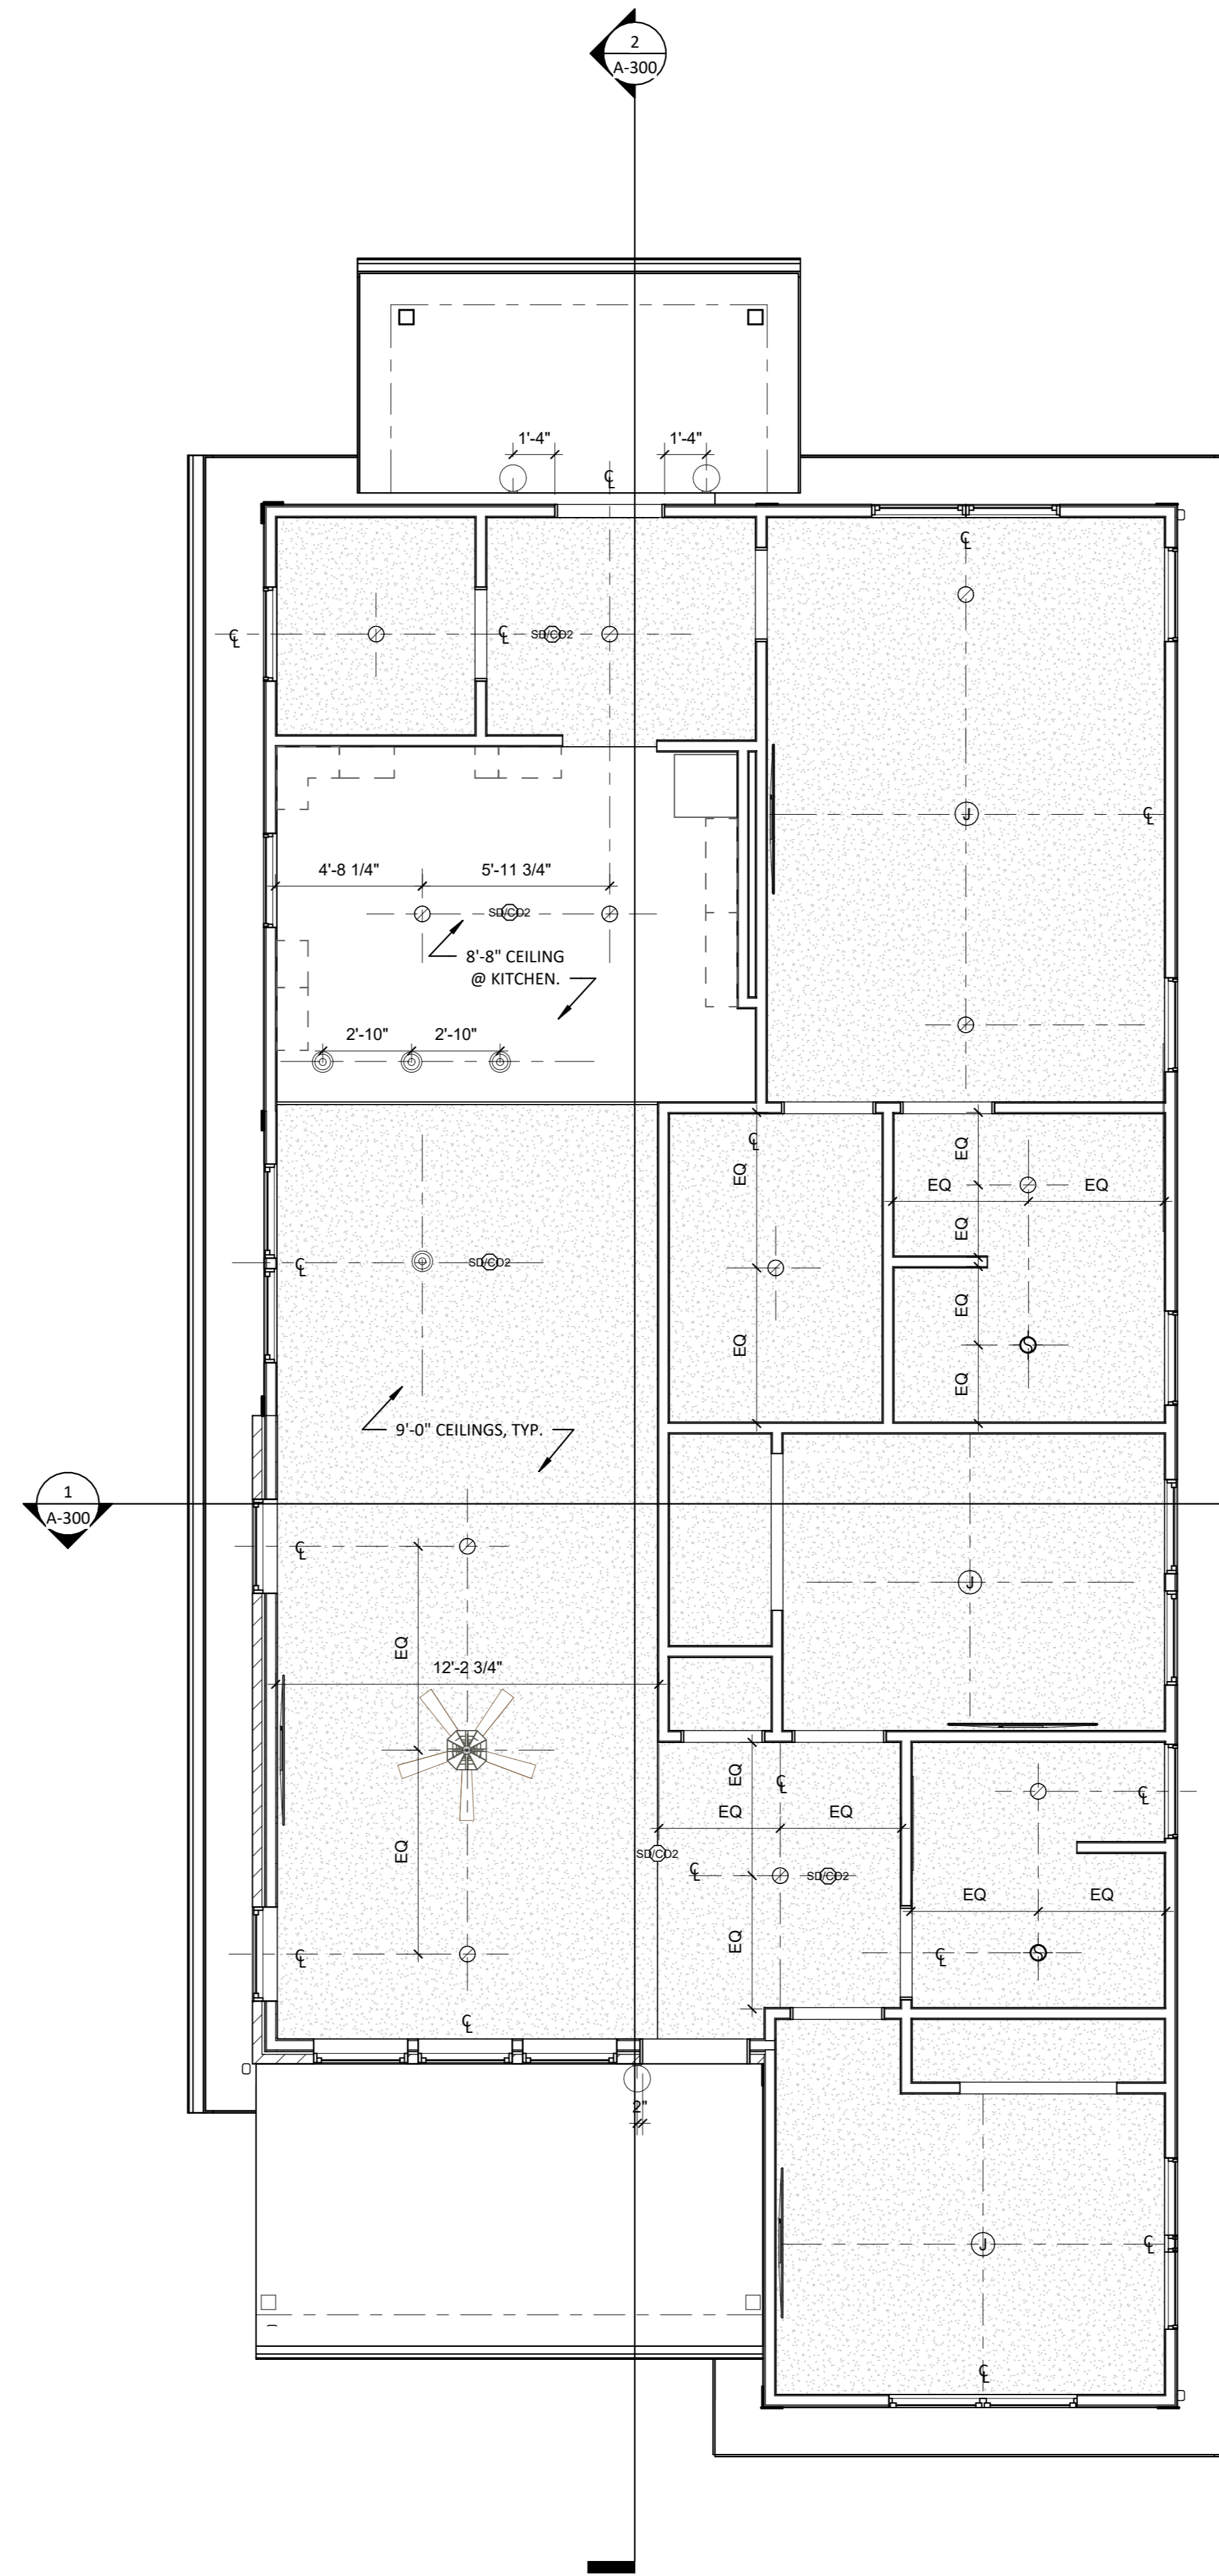 2
A-300
1'-4"
1'-4"
℄
℄
℄
℄
SD/CO2
J
℄
4'-8 1/4"
5'-11 3/4"
SD/CO2
8'-8" CEILING
@ KITCHEN.
2'-10"
2'-10"
℄
EQ
EQ
EQ
EQ
EQ
EQ
EQ
EQ
S
℄
SD/CO2
9'-0" CEILINGS, TYP.
1
A-300
℄
J
EQ
12'-2 3/4"
EQ
EQ
℄
EQ
EQ
℄
SD/CO2
℄
SD/CO2
EQ
EQ
EQ
℄
S
℄
℄
2"
J
℄
℄